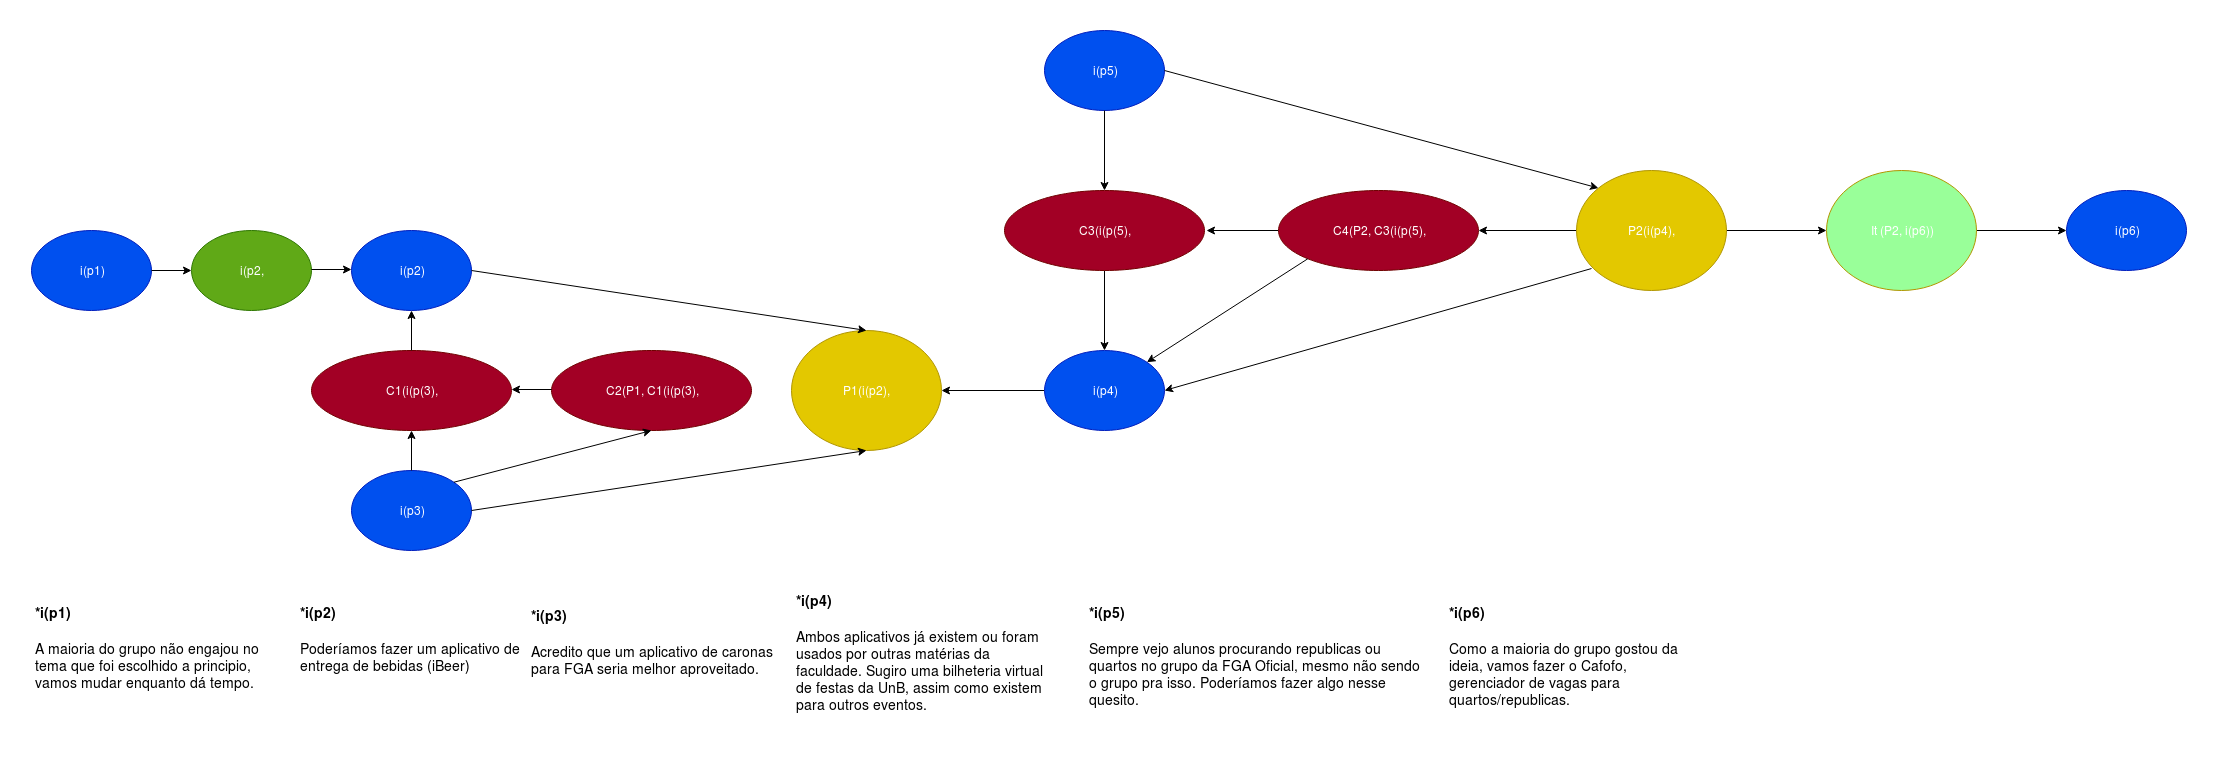 i(p5)
C3(i(p(5),
C4(P2, C3(i(p(5),
P2(i(p4),
It (P2, i(p6))
i(p6)
i(p1)
i(p2,
i(p2)
C1(i(p(3),
C2(P1, C1(i(p(3),
P1(i(p2),
i(p4)
i(p3)
*i(p1)
A maioria do grupo não engajou no
tema que foi escolhido a principio,
vamos mudar enquanto dá tempo.
*i(p2)
Poderíamos fazer um aplicativo de
entrega de bebidas (iBeer)
*i(p3)
Acredito que um aplicativo de caronas
para FGA seria melhor aproveitado.
*i(p4)
Ambos aplicativos já existem ou foram
usados por outras matérias da
faculdade. Sugiro uma bilheteria virtual
de festas da UnB, assim como existem
para outros eventos.
*i(p5)
Sempre vejo alunos procurando republicas ou
quartos no grupo da FGA Oficial, mesmo não sendo
o grupo pra isso. Poderíamos fazer algo nesse
quesito.
*i(p6)
Como a maioria do grupo gostou da
ideia, vamos fazer o Cafofo,
gerenciador de vagas para
quartos/republicas.